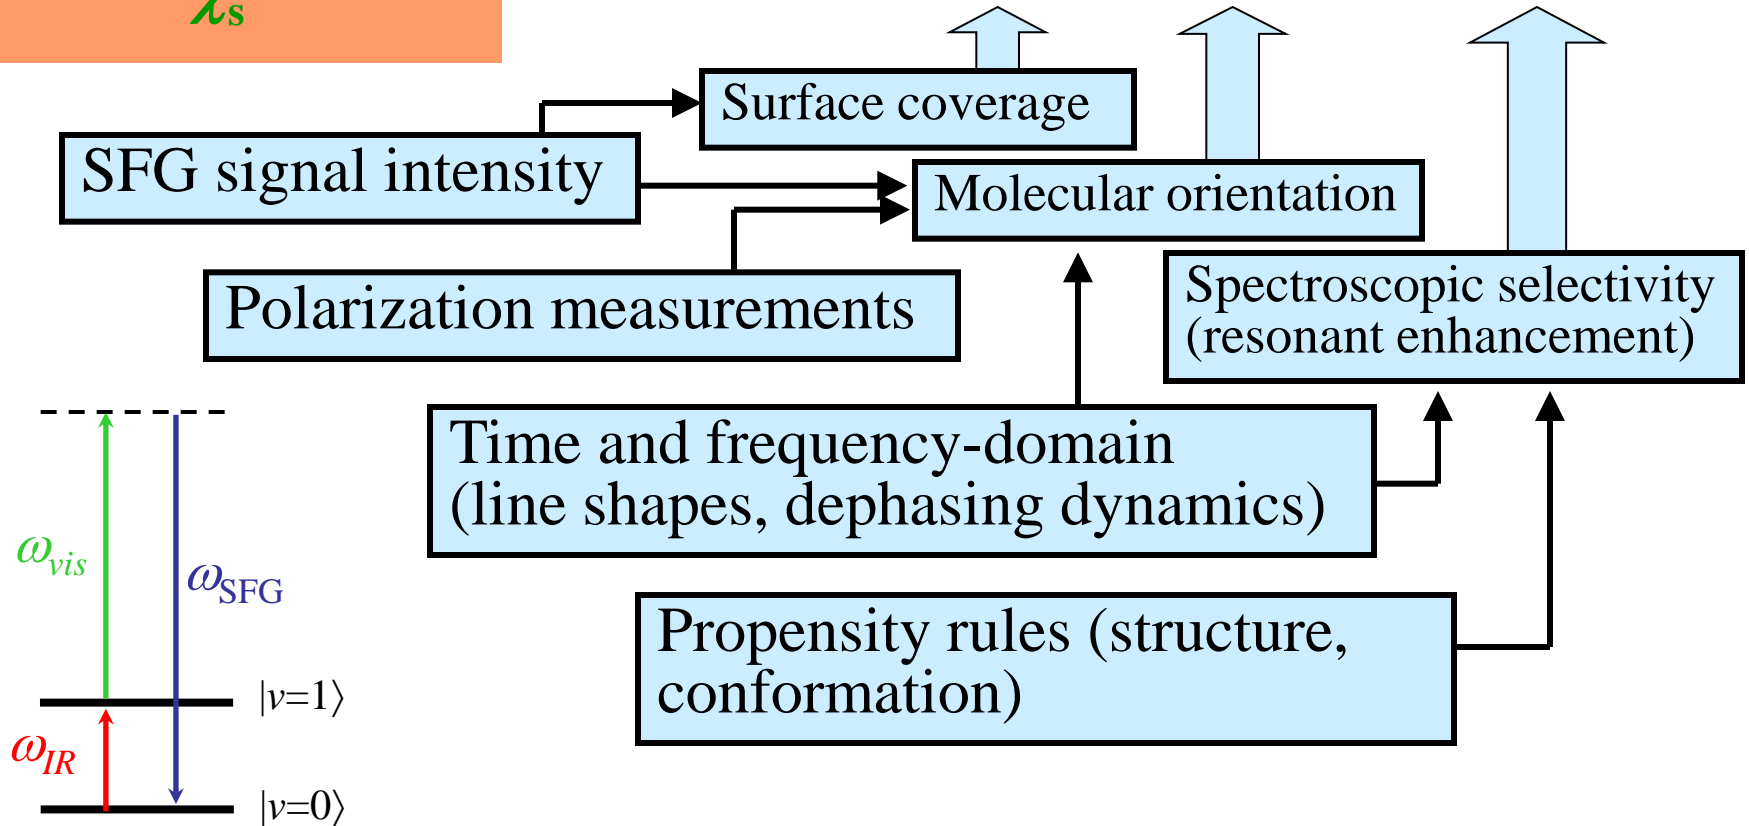 χs
Surface coverage
SFG signal intensity
Molecular orientation
Polarization measurements
Spectroscopic selectivity
(resonant enhancement)
Time and frequency-domain
(line shapes, dephasing dynamics)
ωvis
ωSFG
Propensity rules (structure,
conformation)
|v=1⟩
ωIR
|v=0⟩